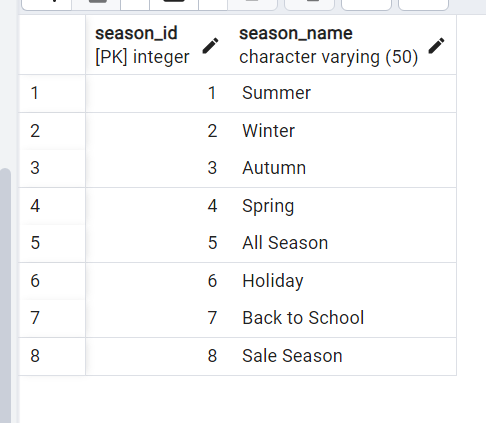 season_id season_name
[PK] integer character varying (50)
1 1 Summer
2 2 Winter
3 3 Autumn
4 4 Spring
5 5 All Season
6 6 Holiday
7 7 Back to School
8 8 Sale Season